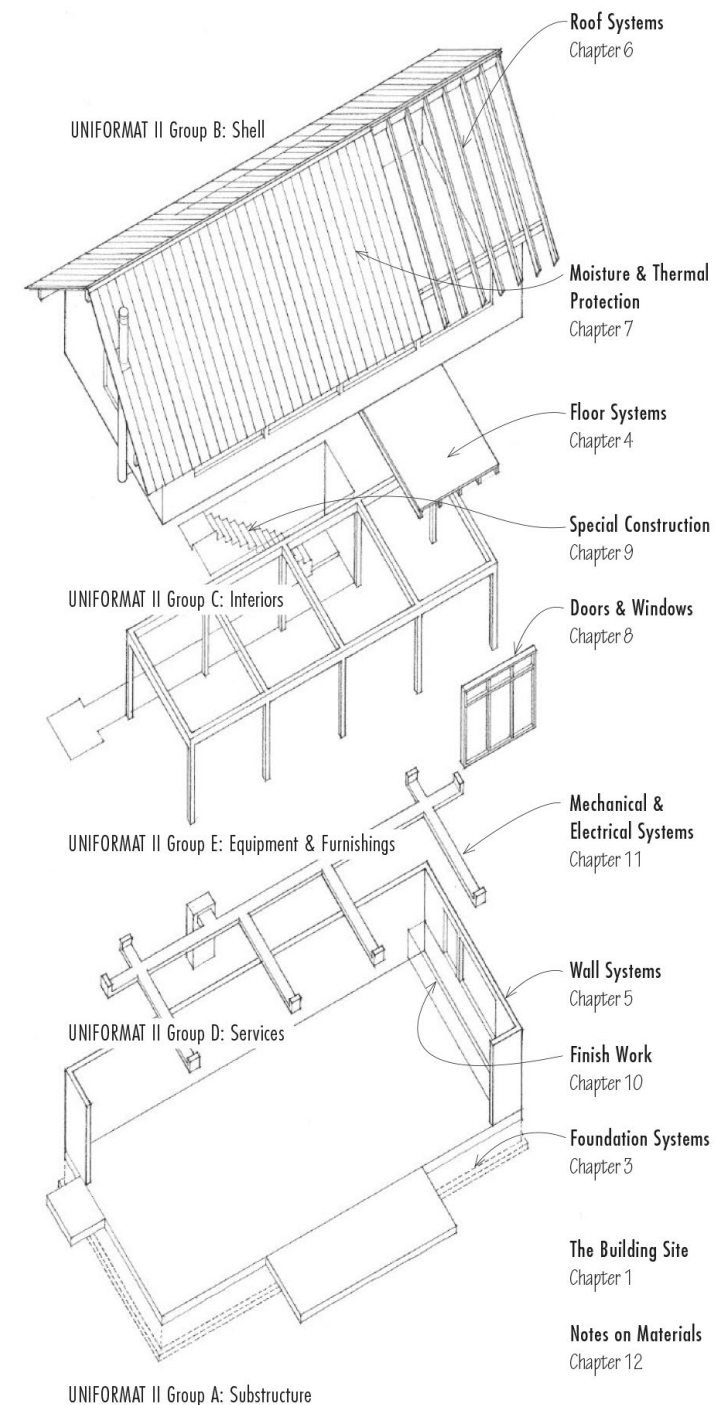 Roof Systems
Chapter 6
UNIFORMAT II Group B: Shell
Moisture & Thermal
Protection
Chapter 7
Floor Systems
Chapter 4
Special Construction
Chapter 9
UNIFORMAT II Group C: Interiors
Doors & Windows
Chapter 8
Mechanical &
Electrical Systems
Chapter 11
UNIFORMAT II Group E: Equipment & Furnishings
Wall Systems
Chapter 5
UNIFORMAT II Group D: Services
Finish Work
Chapter 10
Foundation Systems
Chapter 3
The Building Site
Chapter 1
Notes on Materials
Chapter 12
UNIFORMAT II Group A: Substructure